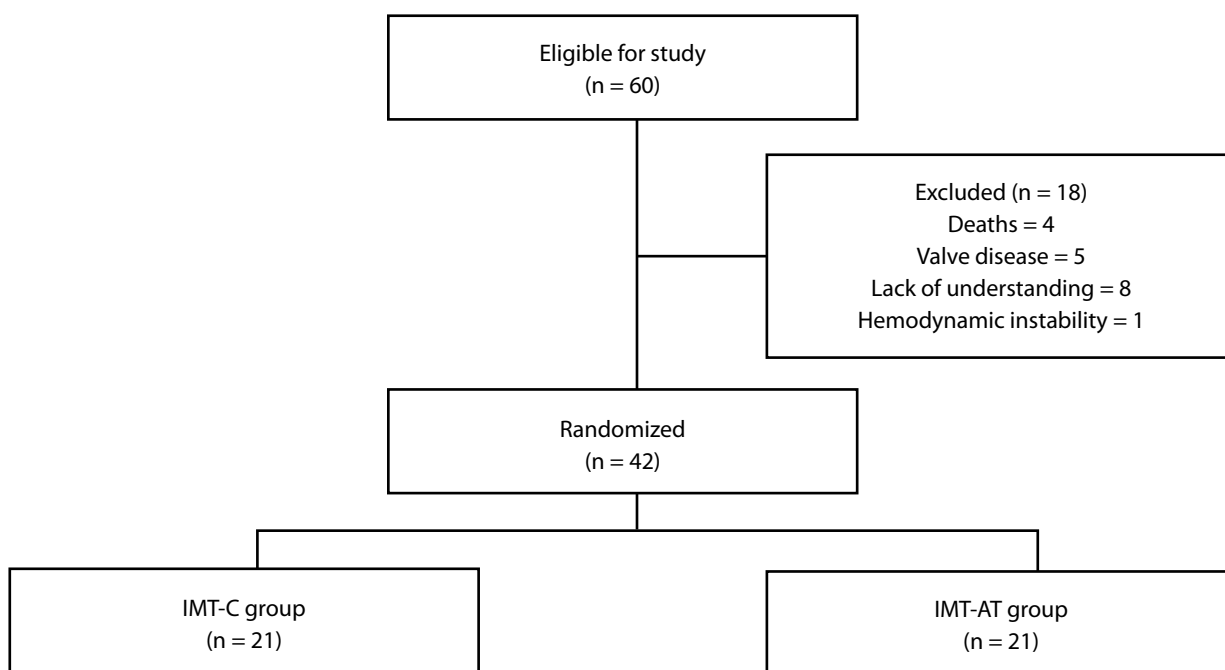 Eligible for study
(n = 60)
Excluded (n = 18)
Deaths = 4
Valve disease = 5
Lack of understanding = 8
Hemodynamic instability = 1
Randomized
(n = 42)
IMT-C group
(n = 21)
IMT-AT group
(n = 21)